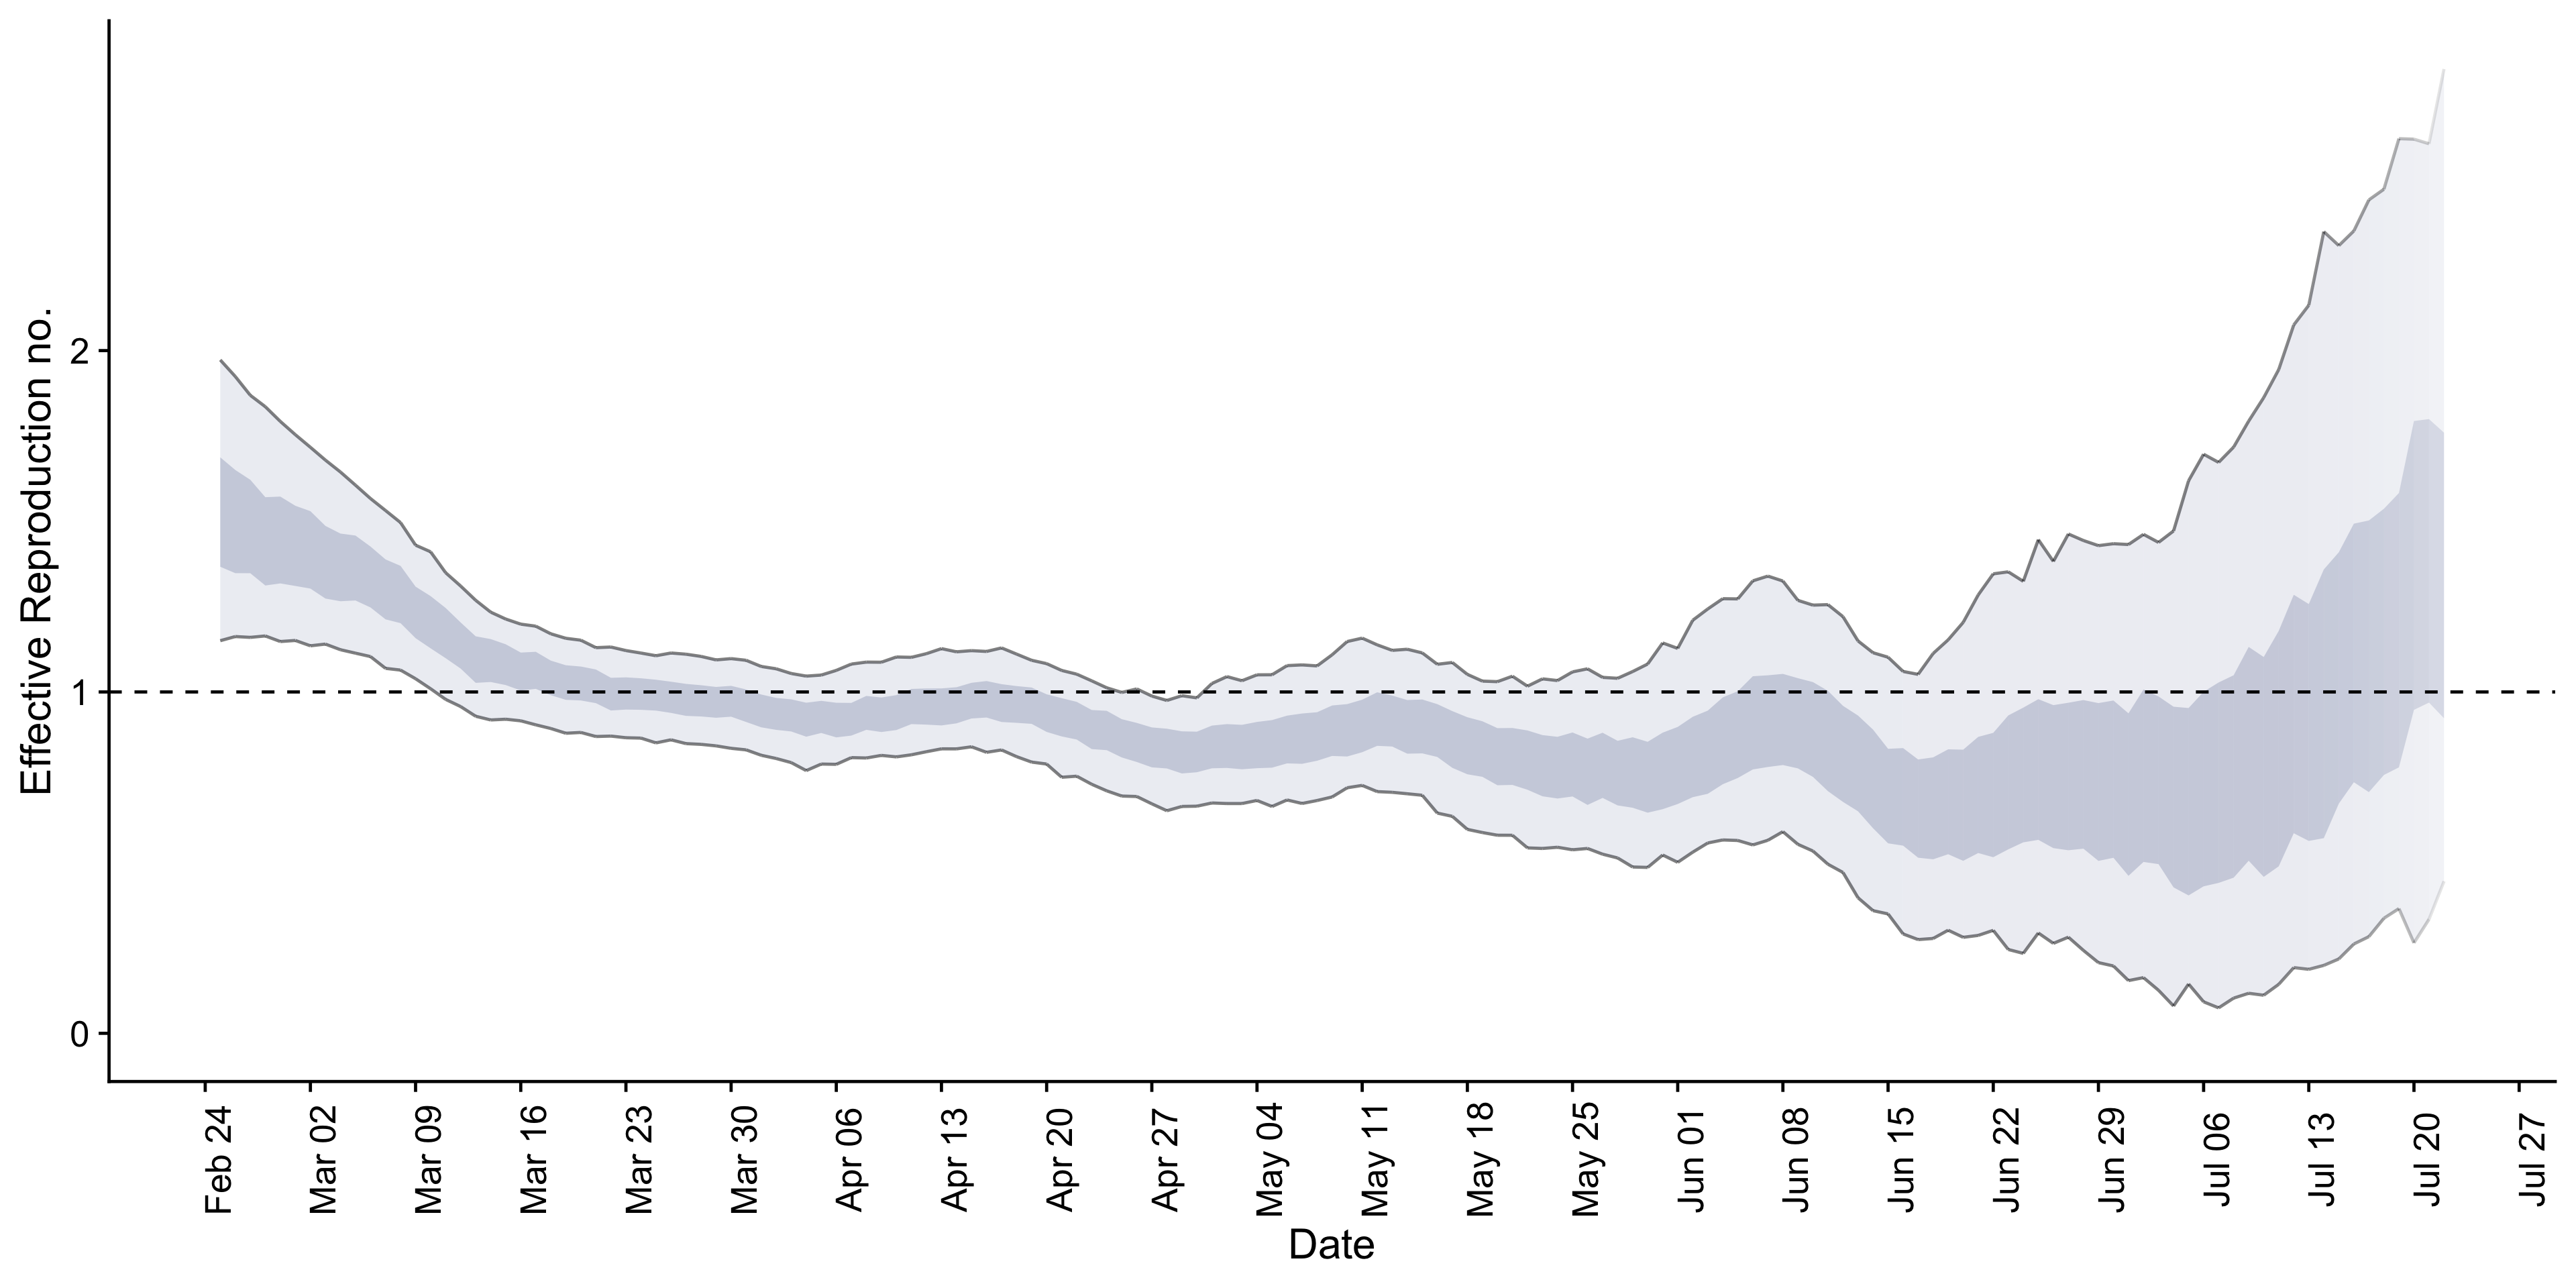 Effective Reproduction no.
2
1
0
Feb 24
Mar 02
Mar 09
Mar 16
Mar 23
Mar 30
Apr 06
Apr 13
Apr 20
Apr 27
May 04
May 11
May 18
May 25
Jun 01
Jun 08
Jun 15
Jun 22
Jun 29
Jul 06
Jul 13
Jul 20
Jul 27
Date